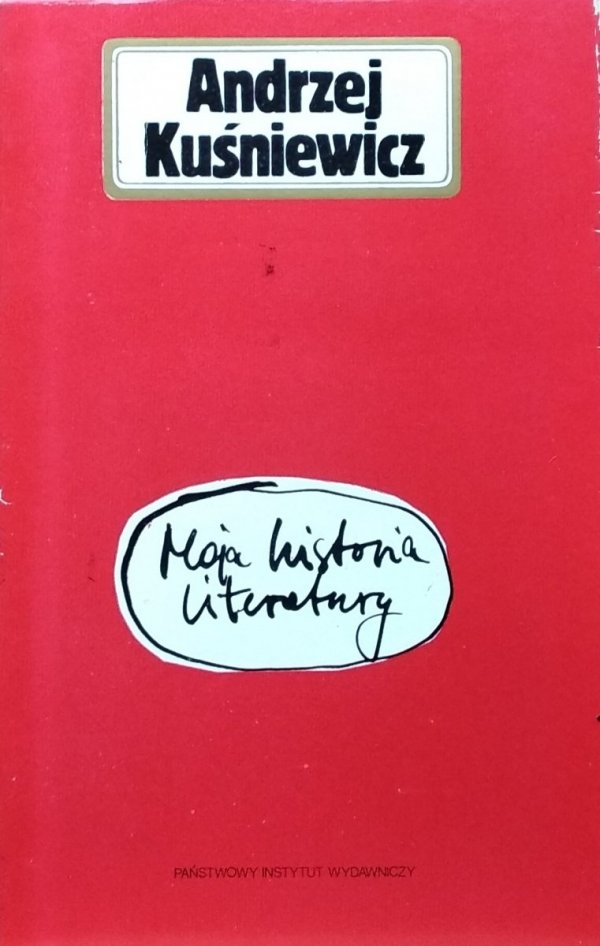 Andrzej
Kuśniewicz
Moja historia
literatury
PAŃSTWOWY INSTYTUT WYDAWNICZY